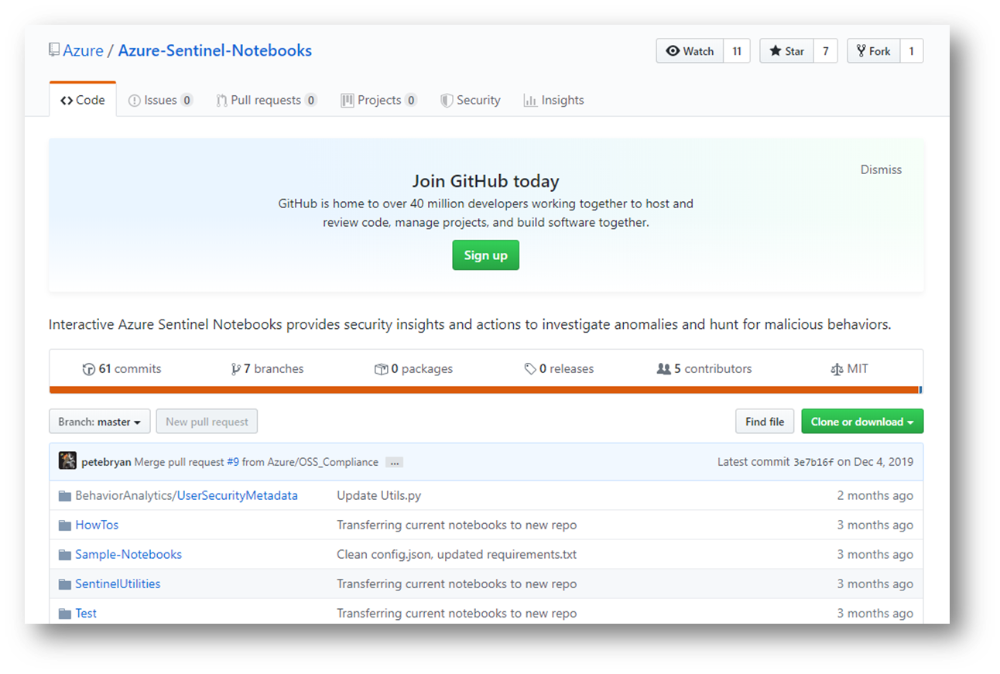 Azure / Azure-Sentinel-Notebooks Watch 11 Star 7 Fork 1
Code Issues 0 Pull requests 0 Projects 0 Security Insights
Dismiss
Join GitHub today
GitHub is home to over 40 million developers working together to host and
review code, manage projects, and build software together.
Sign up
Interactive Azure Sentinel Notebooks provides security insights and actions to investigate anomalies and hunt for malicious behaviors.
61 commits 7 branches 0 packages 0 releases 5 contributors MIT
Branch: master New pull request Find file Clone or download
petebryan Merge pull request #9 from Azure/OSS_Compliance ... Latest commit 3e7b16f on Dec 4, 2019
BehaviorAnalytics/UserSecurityMetadata Update Utils.py 2 months ago
HowTos Transferring current notebooks to new repo 3 months ago
Sample-Notebooks Clean config.json, updated requirements.txt 3 months ago
SentinelUtilities Transferring current notebooks to new repo 3 months ago
Test Transferring current notebooks to new repo 3 months ago